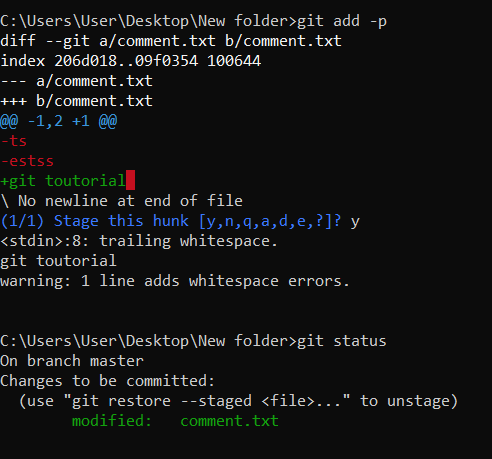 C:\Users\User\Desktop\New folder>git add -p
diff --git a/comment.txt b/comment.txt
index 206d018..09f0354 100644
--- a/comment.txt
+++ b/comment.txt
@@ -1,2 +1 @@
-ts
-estss
+git toutorial
\ No newline at end of file
(1/1) Stage this hunk [y,n,q,a,d,e,?]? y
<stdin>:8: trailing whitespace.
git toutorial
warning: 1 line adds whitespace errors.
C:\Users\User\Desktop\New folder>git status
On branch master
Changes to be committed:
  (use "git restore --staged <file>..." to unstage)
        modified:   comment.txt